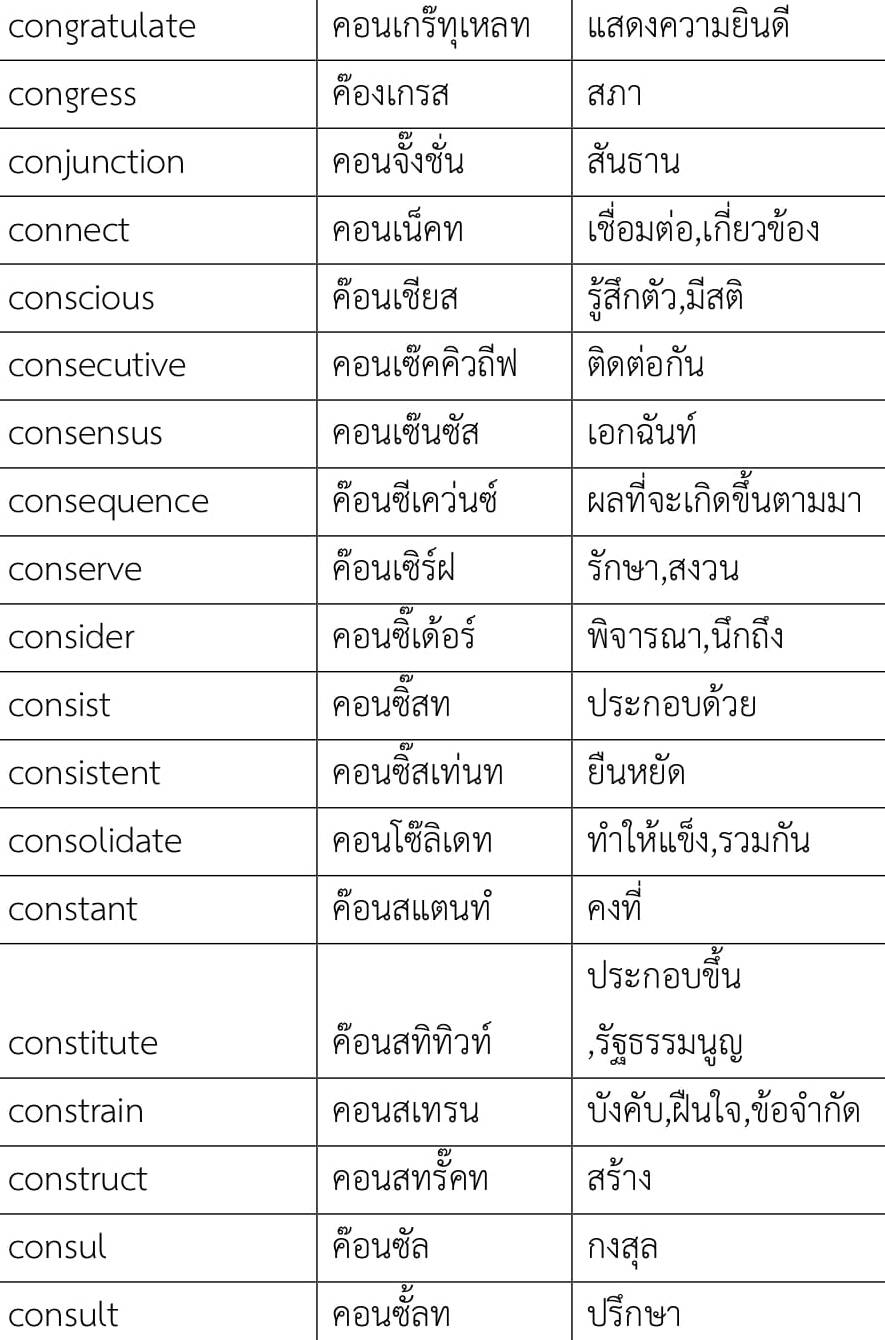 congratulate คอนเกร๊ทุเหลท แสดงความยินดี
congress ค๊องเกรส สภา
conjunction คอนจั๊งชั่น สันธาน
connect คอนเน็คท เชื่อมต่อ,เกี่ยวข้อง
conscious ค๊อนเชียส รู้สึกตัว,มีสติ
consecutive คอนเซ๊คคิวถีฟ ติดต่อกัน
consensus คอนเซ๊นซัส เอกฉันท์
consequence ค๊อนซีเคว่นซ์ ผลที่จะเกิดขึ้นตามมา
conserve ค๊อนเซิร์ฝ รักษา,สงวน
consider คอนซิ๊เด้อร์ พิจารณา,นึกถึง
consist คอนซิ๊สท ประกอบด้วย
consistent คอนซิ๊สเท่นท ยืนหยัด
consolidate คอนโซ๊ลิเดท ทำให้แข็ง,รวมกัน
constant ค๊อนสแตนทํ คงที่
ประกอบขึ้น
constitute ค๊อนสทิทิวท์ ,รัฐธรรมนูญ
constrain คอนสเทรน บังคับ,ฝืนใจ,ข้อจำกัด
construct คอนสทรั๊คท สร้าง
consul ค๊อนซัล กงสุล
consult คอนซั้ลท ปรึกษา